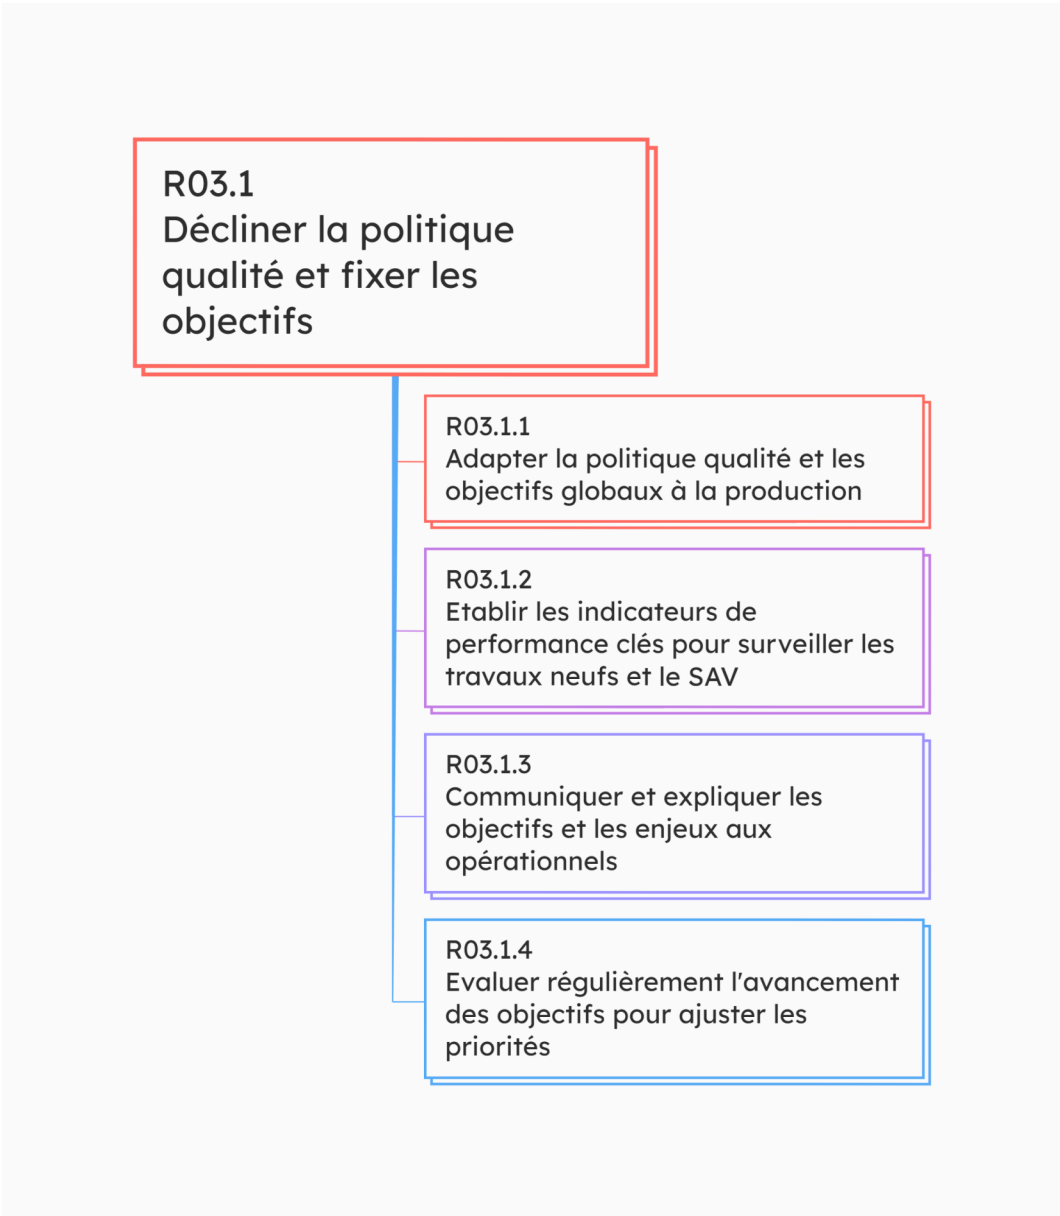 R03.1
Décliner la politique
qualité et fixer les
objectifs
R03.1.1
Adapter la politique qualité et les
objectifs globaux à la production
R03.1.2
Etablir les indicateurs de
performance clés pour surveiller les
travaux neufs et le SAV
R03.1.3
Communiquer et expliquer les
objectifs et les enjeux aux
opérationnels
R03.1.4
Evaluer régulièrement l'avancement
des objectifs pour ajuster les
priorités